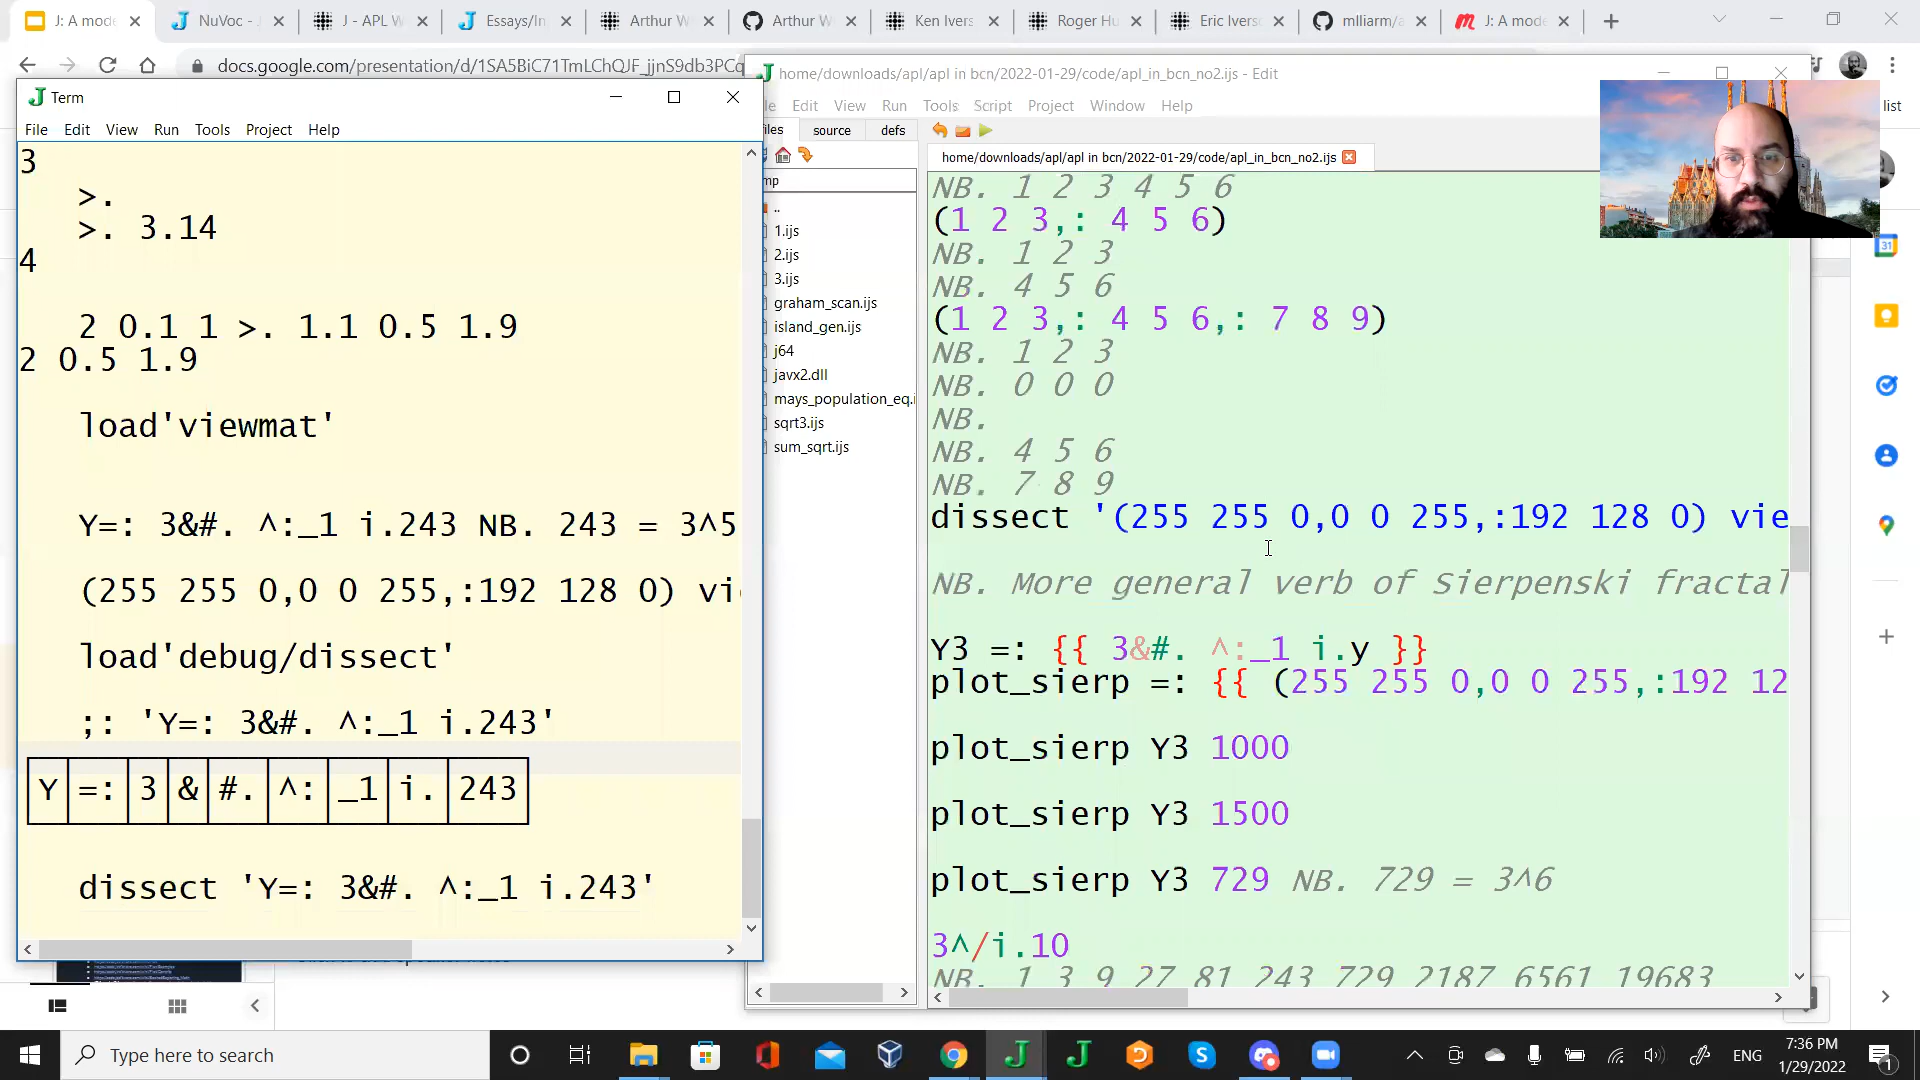 J: A mode
NuVoc - J
J - APL W
Essays/In
Arthur W
Arthur W
Ken Ivers
Roger Hu
Eric Iverso
mlliarm/a
J: A mode
docs.google.com/presentation/d/1SA5BiC71TmLChQJF_jjnS9db3PCq
list
Term
File Edit View Run Tools Project Help
3
>.
>. 3.14
4
2 0.1 1 >. 1.1 0.5 1.9
2 0.5 1.9
load'viewmat'
Y=: 3&#. ^:_1 i.243 NB. 243 = 3^5
(255 255 0,0 0 255,:192 128 0) vi
load'debug/dissect'
;: 'Y=: 3&#. ^:_1 i.243'
Y =: 3 & #. ^: _1 i. 243
dissect 'Y=: 3&#. ^:_1 i.243'
home/downloads/apl/apl in bcn/2022-01-29/code/apl_in_bcn_no2.ijs - Edit
le Edit View Run Tools Script Project Window Help
iles source defs
mp
..
1.ijs
2.ijs
3.ijs
graham_scan.ijs
island_gen.ijs
j64
javx2.dll
mays_population_eq.i
sqrt3.ijs
sum_sqrt.ijs
home/downloads/apl/apl in bcn/2022-01-29/code/apl_in_bcn_no2.ijs
NB. 1 2 3 4 5 6
(1 2 3,: 4 5 6)
NB. 1 2 3
NB. 4 5 6
(1 2 3,: 4 5 6,: 7 8 9)
NB. 1 2 3
NB. 0 0 0
NB.
NB. 4 5 6
NB. 7 8 9
dissect '(255 255 0,0 0 255,:192 128 0) vie
NB. More general verb of Sierpenski fractal
Y3 =: {{ 3&#. ^:_1 i.y }}
plot_sierp =: {{ (255 255 0,0 0 255,:192 12
plot_sierp Y3 1000
plot_sierp Y3 1500
plot_sierp Y3 729 NB. 729 = 3^6
3^/i.10
NB. 1 3 9 27 81 243 729 2187 6561 19683
31
Type here to search
ENG
7:36 PM
1/29/2022
1